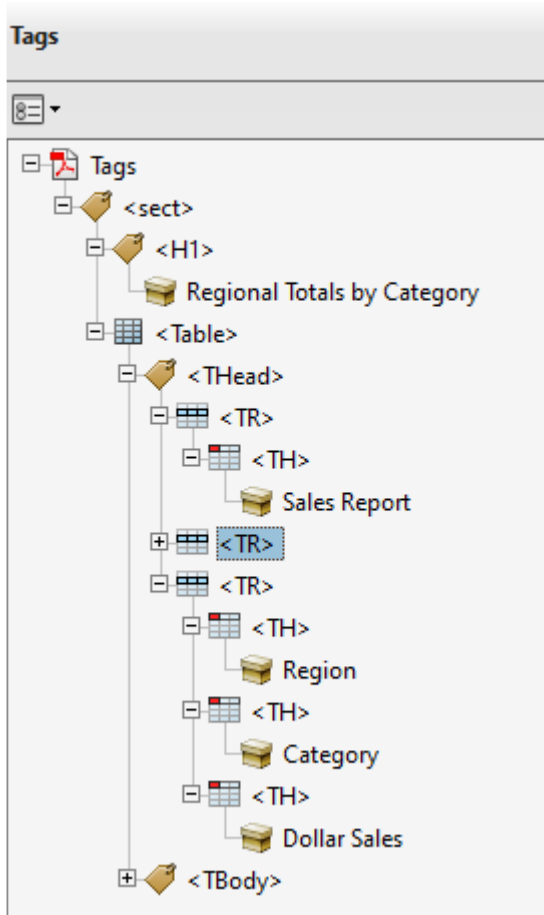 Tags
Tags
<sect>
<H1>
Regional Totals by Category
<Table>
<THead>
<TR>
<TH>
Sales Report
<TR>
<TR>
<TH>
Region
<TH>
Category
<TH>
Dollar Sales
<TBody>